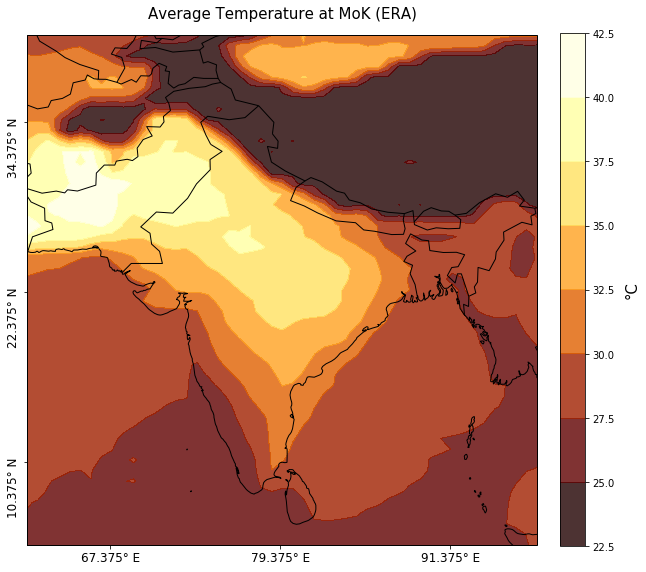 Average Temperature at MoK (ERA)
42.5
40.0
37.5
35.0
32.5
30.0
27.5
25.0
22.5
°C
34.375° N
22.375° N
10.375° N
67.375° E
79.375° E
91.375° E